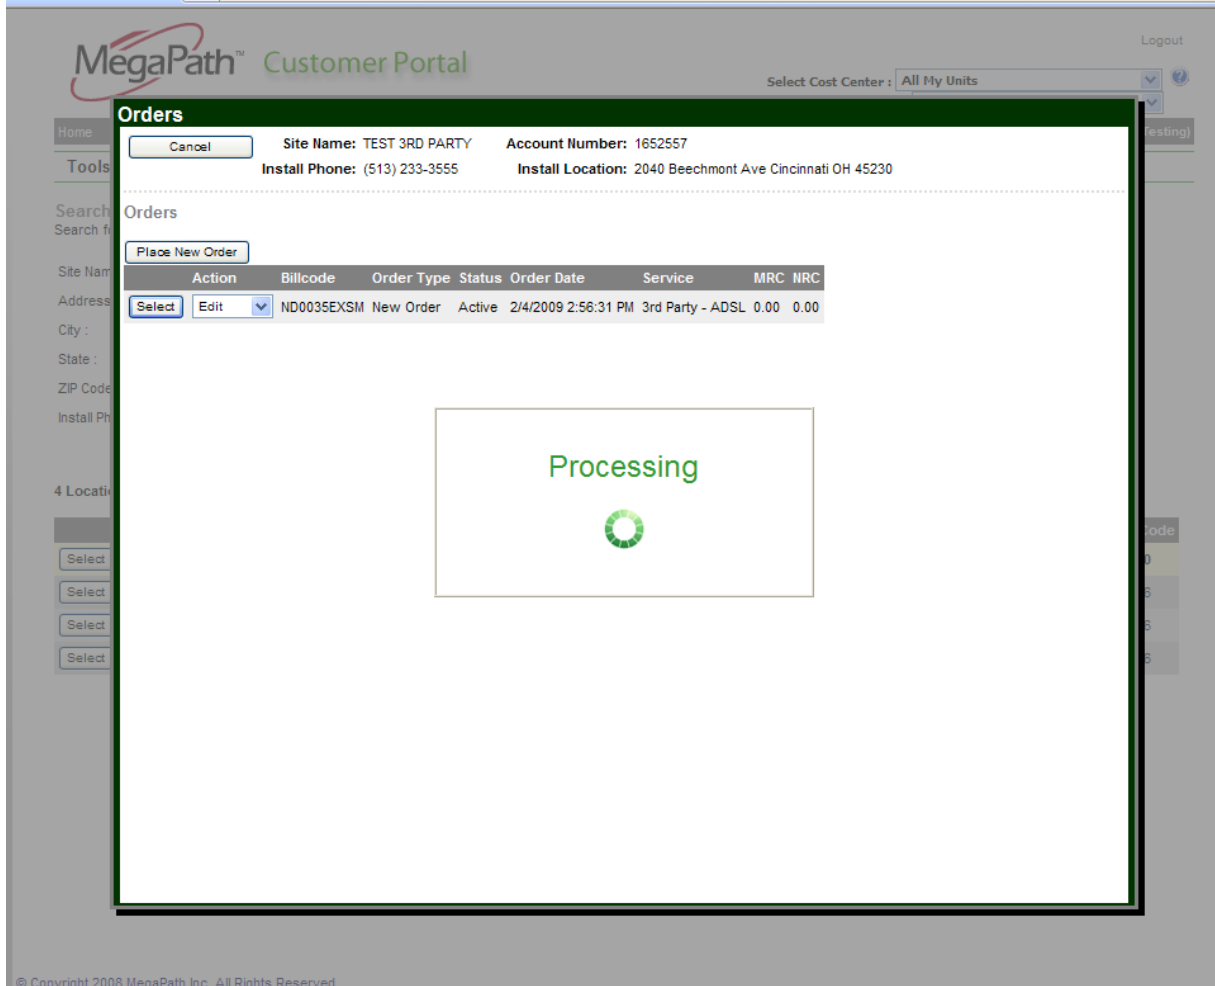 Logout
MegaPath™ Customer Portal
Select Cost Center : All My Units
Orders
Home
Testing)
Cancel Site Name: TEST 3RD PARTY Account Number: 1652557
Install Phone: (513) 233-3555 Install Location: 2040 Beechmont Ave Cincinnati OH 45230
Tools
Search
Search f
Orders
Place New Order
Site Nam
Action Billcode Order Type Status Order Date Service MRC NRC
Address
Select Edit ND0035EXSM New Order Active 2/4/2009 2:56:31 PM 3rd Party - ADSL 0.00 0.00
City :
State :
ZIP Code
Install Ph
Processing
4 Locati
Code
Select 0
Select 6
Select 6
Select 6
© Copyright 2008 MegaPath Inc. All Rights Reserved